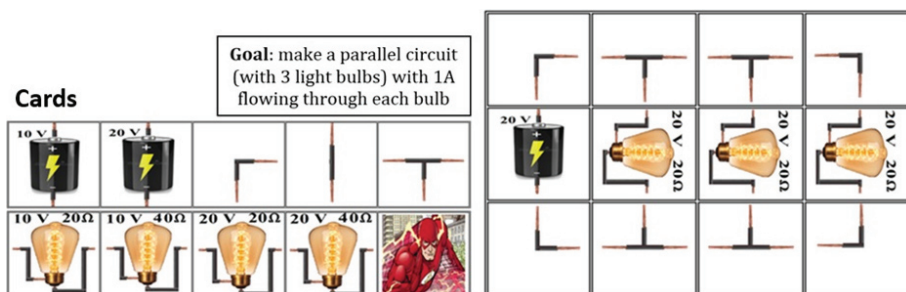 Goal: make a parallel circuit
(with 3 light bulbs) with 1A
flowing through each bulb
Cards
10 V
20 V
10 V 20Ω
10 V 40Ω
20 V 20Ω
20 V 40Ω
20 V
20 V 20Ω
20 V 20Ω
20 V 20Ω